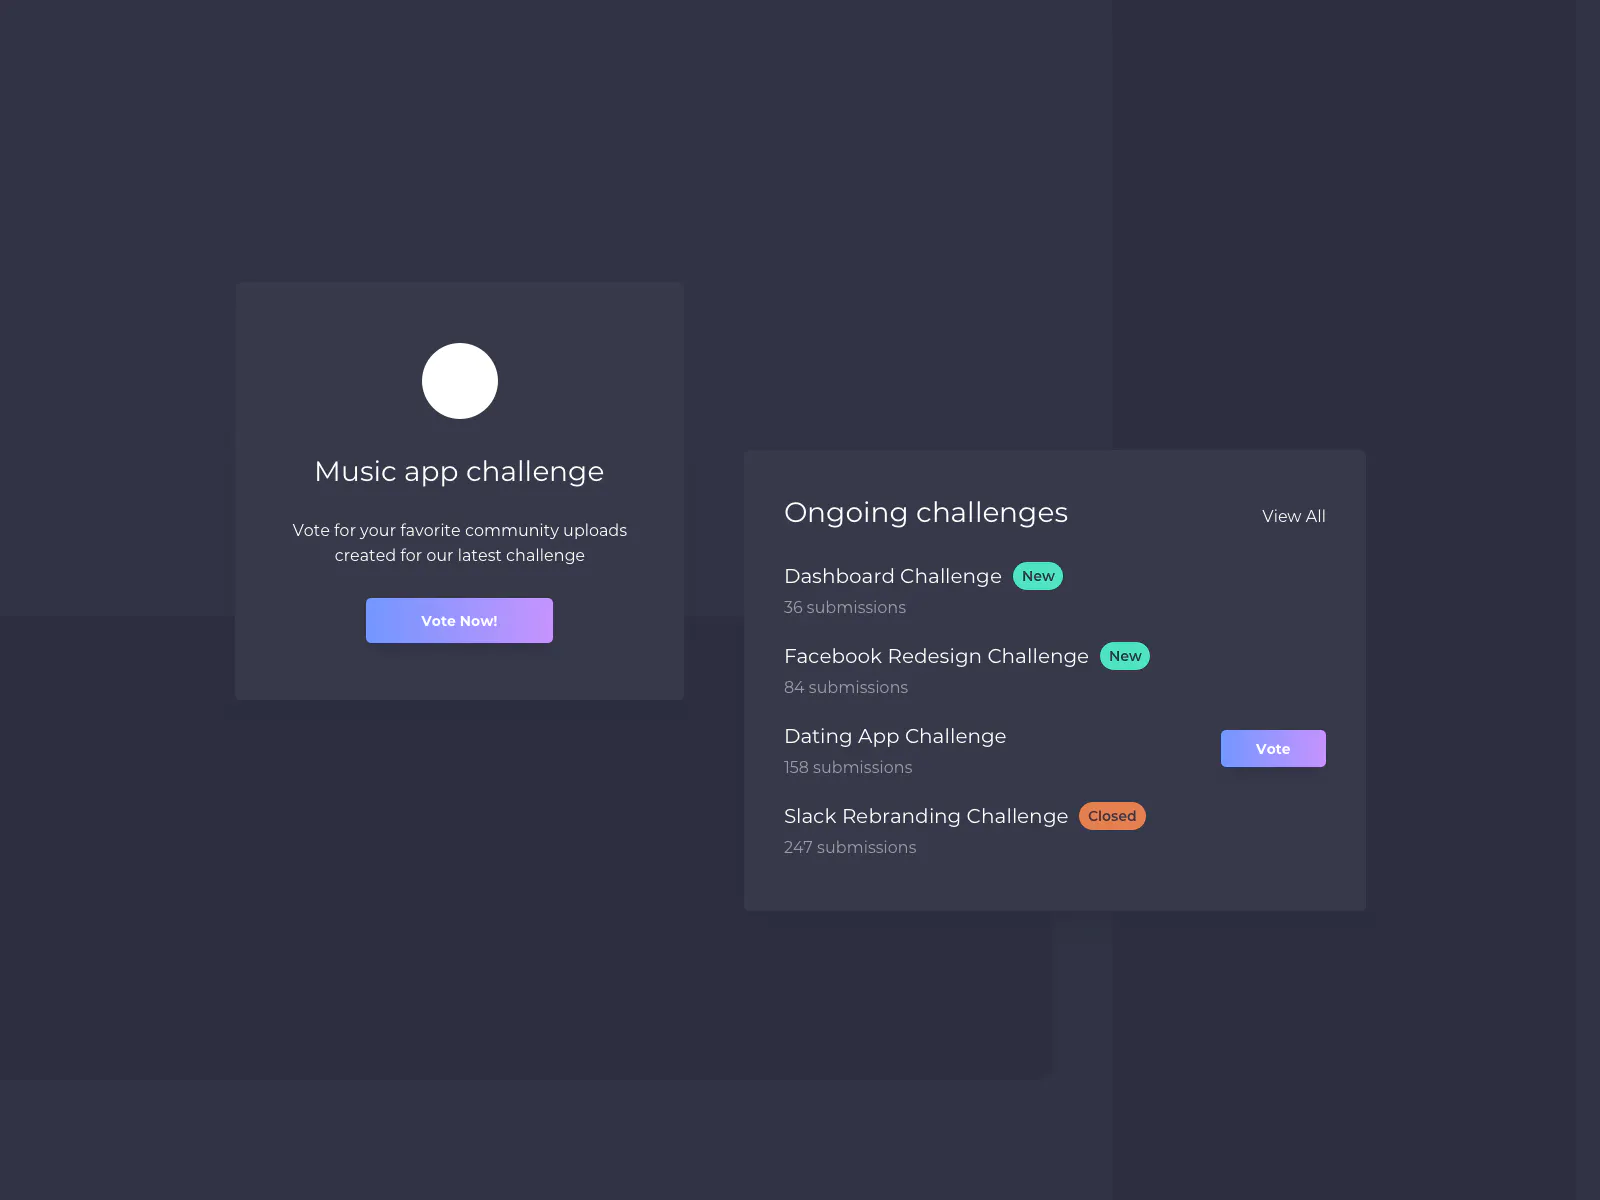 Music app challenge
Vote for your favorite community uploads
created for our latest challenge
Vote Now!
Ongoing challenges
View All
Dashboard Challenge New
36 submissions
Facebook Redesign Challenge New
84 submissions
Dating App Challenge
158 submissions
Vote
Slack Rebranding Challenge Closed
247 submissions